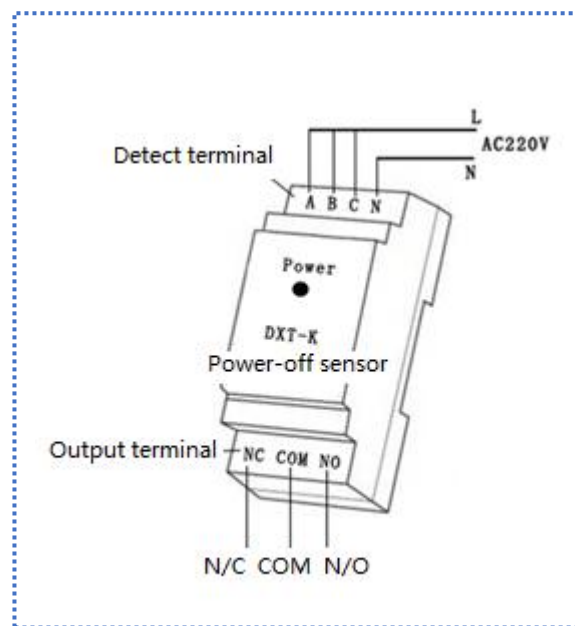 L
AC220V
N
Detect terminal
A B C N
Power
DXT-K
Power-off sensor
Output terminal
NC COM NO
N/C COM N/O